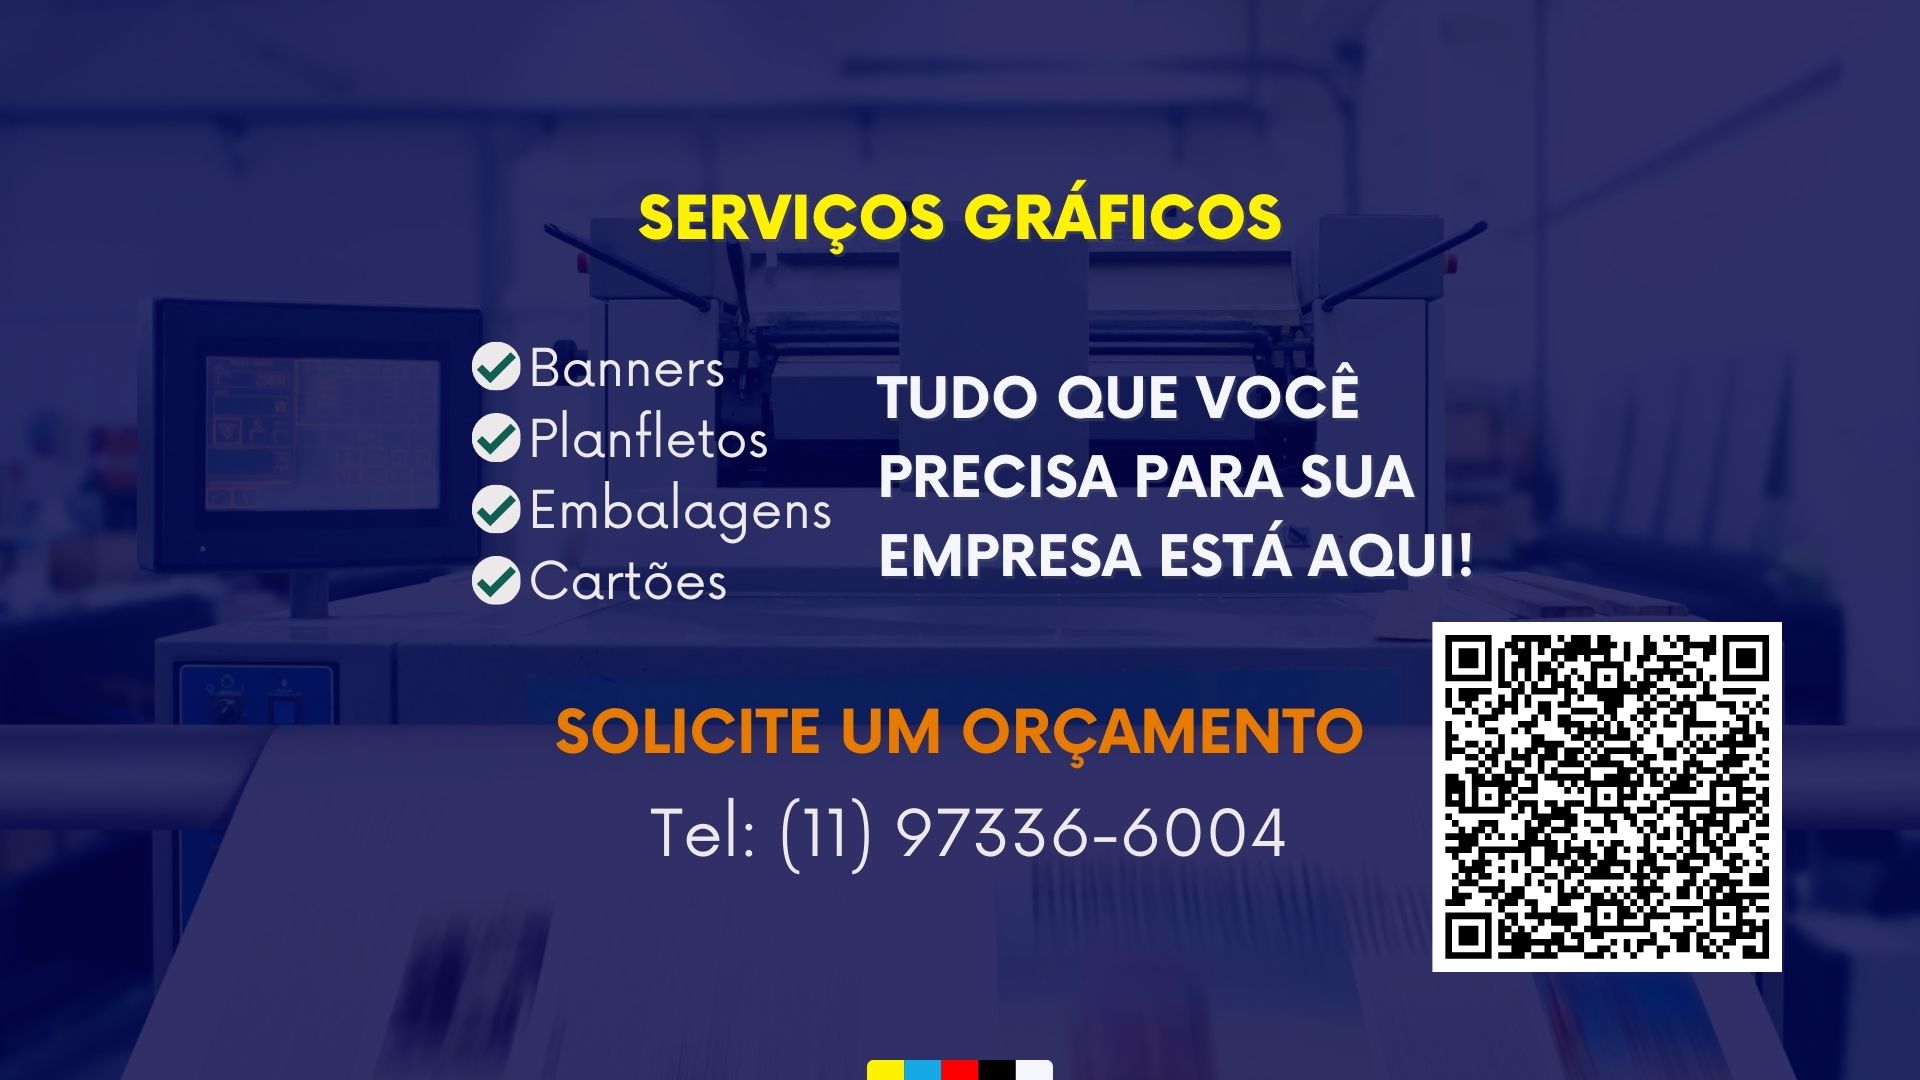 SERVIÇOS GRÁFICOS
Banners
Planfletos
Embalagens
Cartões
TUDO QUE VOCÊ
PRECISA PARA SUA
EMPRESA ESTÁ AQUI!
SOLICITE UM ORÇAMENTO
Tel: (11) 97336-6004